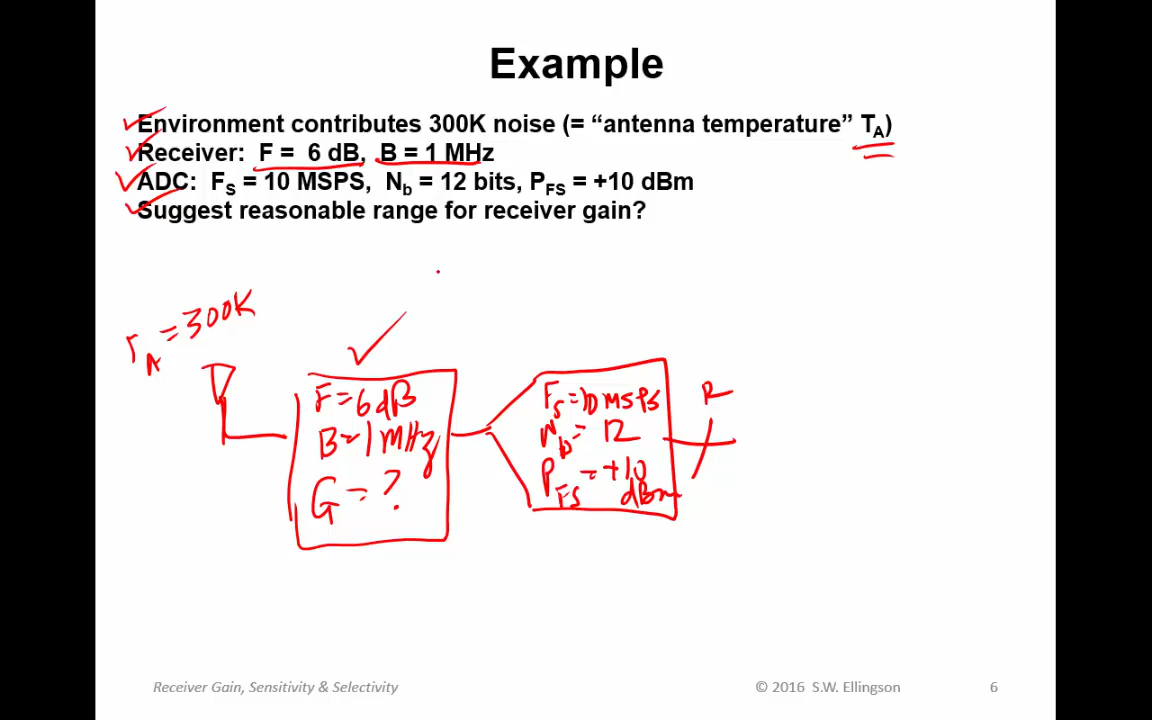 Example
Environment contributes 300K noise (= “antenna temperature” TA)
Receiver: F = 6 dB, B = 1 MHz
ADC: FS = 10 MSPS, Nb = 12 bits, PFS = +10 dBm
Suggest reasonable range for receiver gain?
TA = 300K
F = 6dB
B = 1 MHz
G = ?
Fs = 10 MSPS
Nb = 12
PFS = +10 dBm
R
Receiver Gain, Sensitivity & Selectivity
© 2016 S.W. Ellingson
6